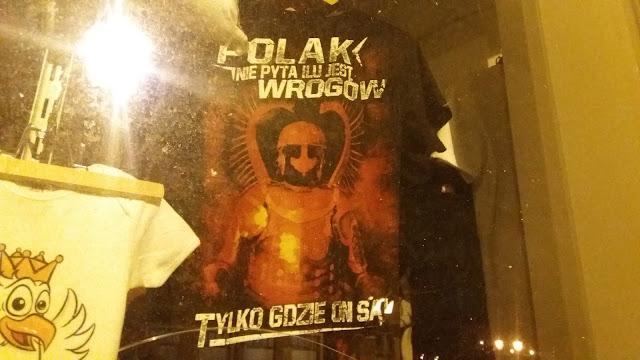 POLAK
NIE PYTA ILU JEST
WROGÓW
TYLKO GDZIE ON SĄ